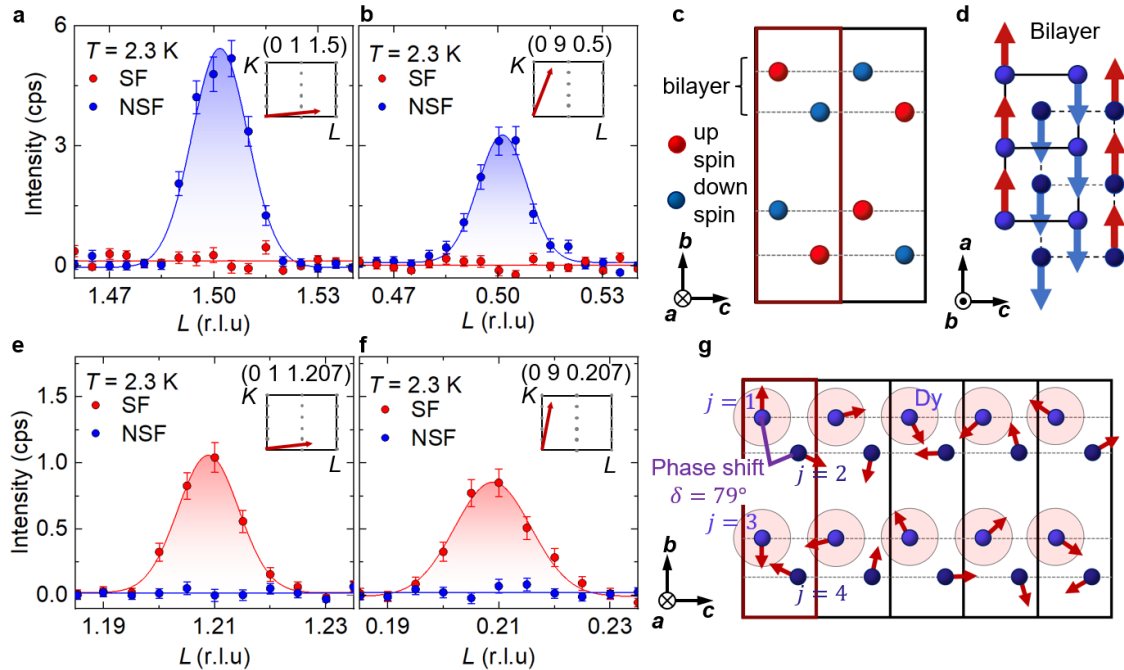 a
6
3
0
Intensity (cps)
T = 2.3 K
SF
NSF
(0 1 1.5)
K
L
1.47
1.50
1.53
L (r.l.u)
b
T = 2.3 K
SF
NSF
(0 9 0.5)
K
L
0.47
0.50
0.53
L (r.l.u)
c
bilayer
up
spin
down
spin
b
a
c
d
Bilayer
a
b
c
e
1.5
1.0
0.5
0.0
Intensity (cps)
T = 2.3 K
SF
NSF
(0 1 1.207)
K
L
1.19
1.21
1.23
L (r.l.u)
f
T = 2.3 K
SF
NSF
(0 9 0.207)
K
L
0.19
0.21
0.23
L (r.l.u)
g
j = 1
Dy
Phase shift
δ = 79°
j = 2
j = 3
j = 4
b
a
c